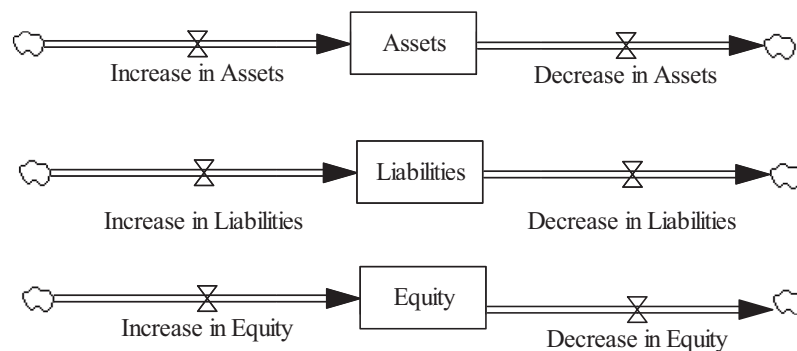 Assets
Increase in Assets
Decrease in Assets
Liabilities
Increase in Liabilities
Decrease in Liabilities
Equity
Increase in Equity
Decrease in Equity